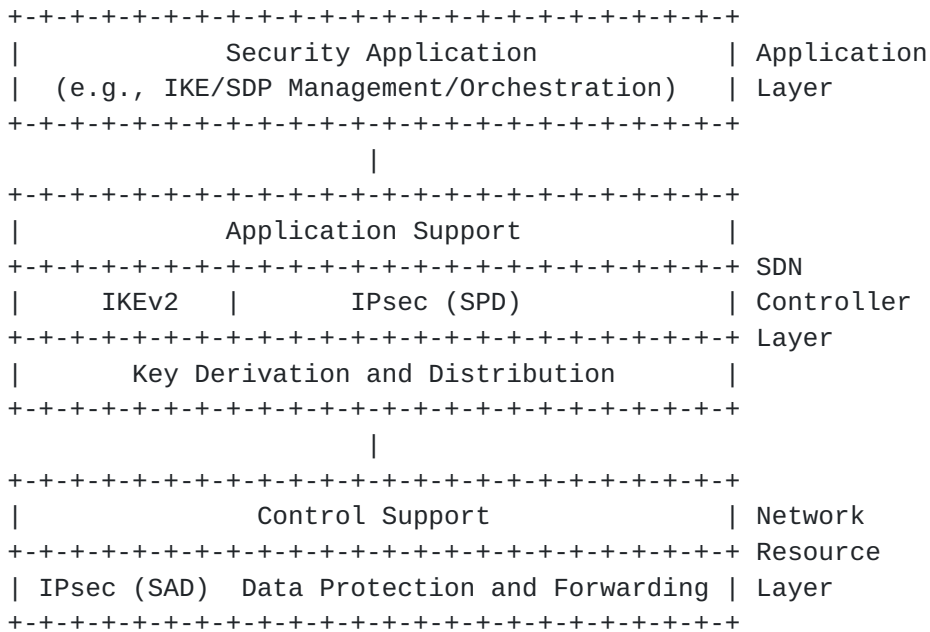 +-+-+-+-+-+-+-+-+-+-+-+-+-+-+-+-+-+-+-+-+-+-+-+
|             Security Application            | Application
|  (e.g., IKE/SDP Management/Orchestration)   | Layer
+-+-+-+-+-+-+-+-+-+-+-+-+-+-+-+-+-+-+-+-+-+-+-+
                       |
+-+-+-+-+-+-+-+-+-+-+-+-+-+-+-+-+-+-+-+-+-+-+-+
|             Application Support             |
+-+-+-+-+-+-+-+-+-+-+-+-+-+-+-+-+-+-+-+-+-+-+-+ SDN
|     IKEv2   |       IPsec (SPD)             | Controller
+-+-+-+-+-+-+-+-+-+-+-+-+-+-+-+-+-+-+-+-+-+-+-+ Layer
|       Key Derivation and Distribution       |
+-+-+-+-+-+-+-+-+-+-+-+-+-+-+-+-+-+-+-+-+-+-+-+
                       |
+-+-+-+-+-+-+-+-+-+-+-+-+-+-+-+-+-+-+-+-+-+-+-+
|               Control Support               | Network
+-+-+-+-+-+-+-+-+-+-+-+-+-+-+-+-+-+-+-+-+-+-+-+ Resource
| IPsec (SAD)  Data Protection and Forwarding | Layer
+-+-+-+-+-+-+-+-+-+-+-+-+-+-+-+-+-+-+-+-+-+-+-+